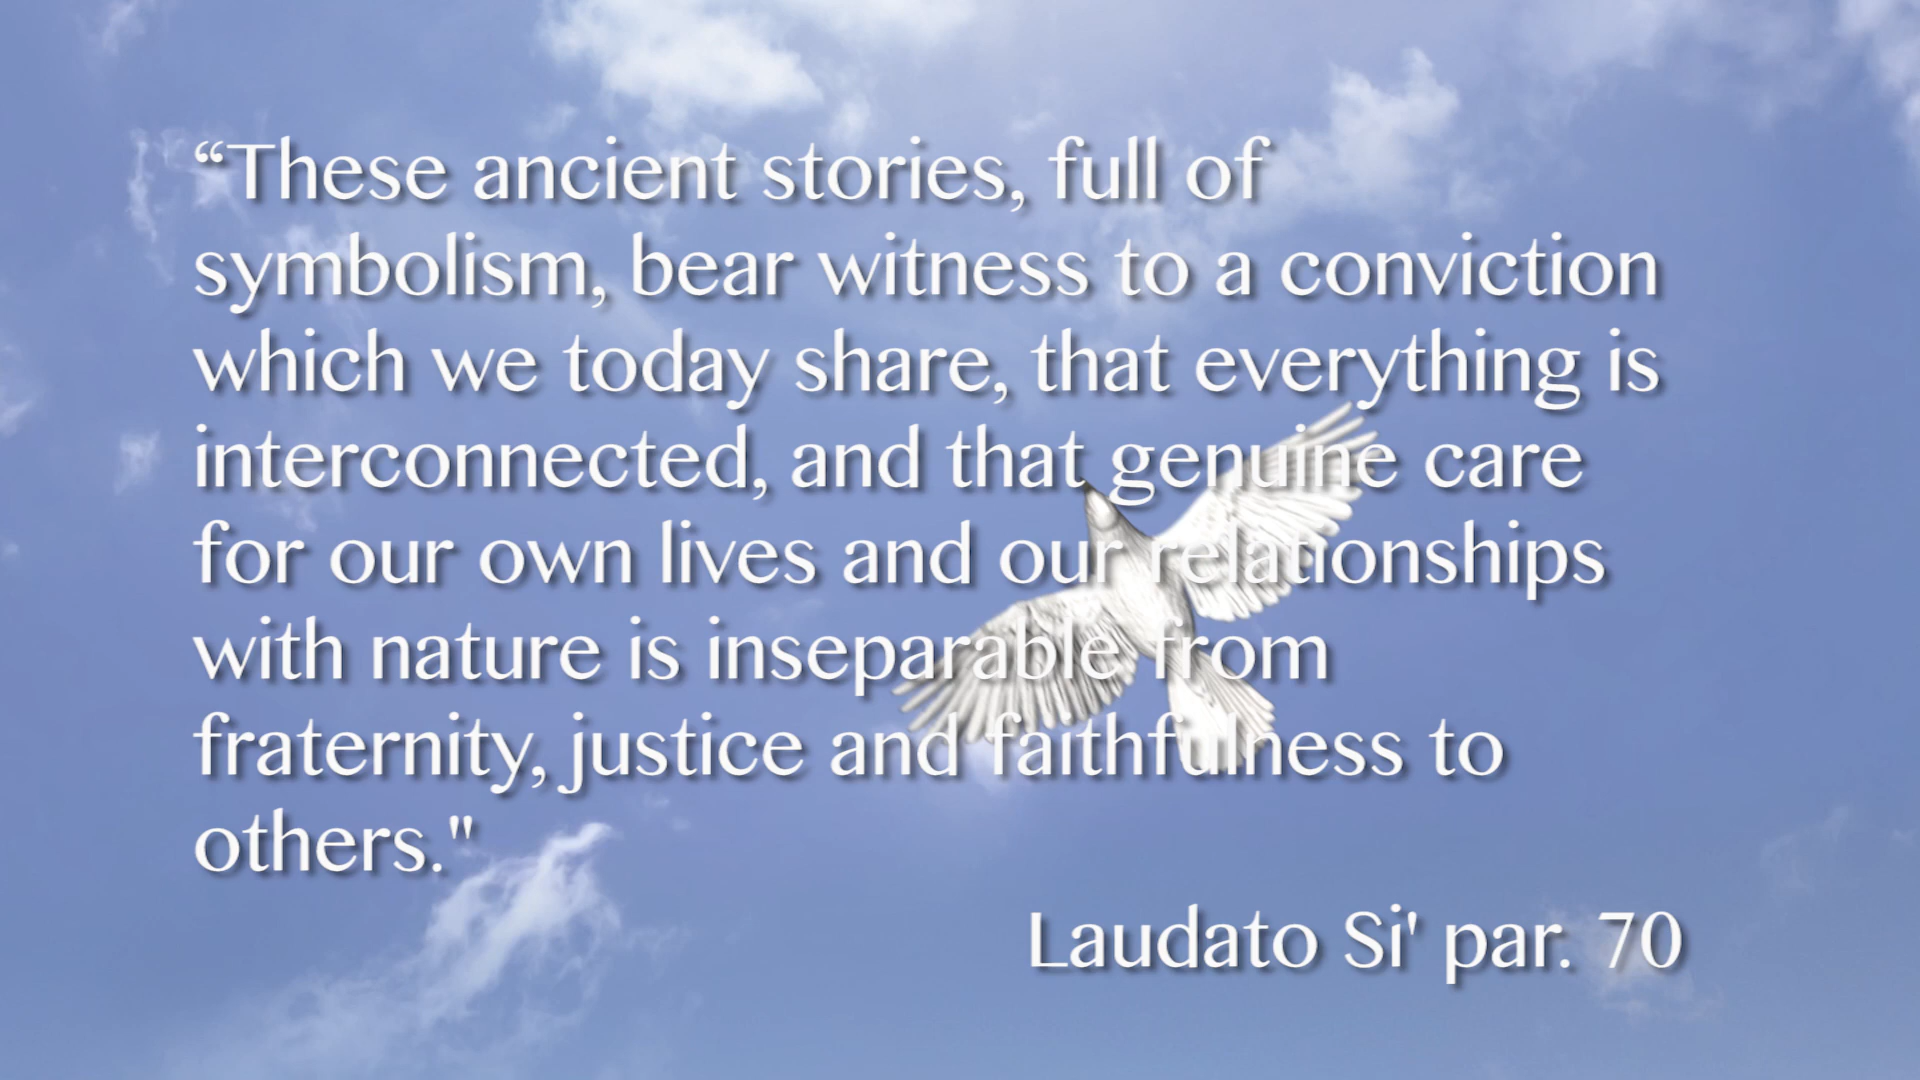 “These ancient stories, full of
symbolism, bear witness to a conviction
which we today share, that everything is
interconnected, and that genuine care
for our own lives and our relationships
with nature is inseparable from
fraternity, justice and faithfulness to
others."
Laudato Si' par. 70